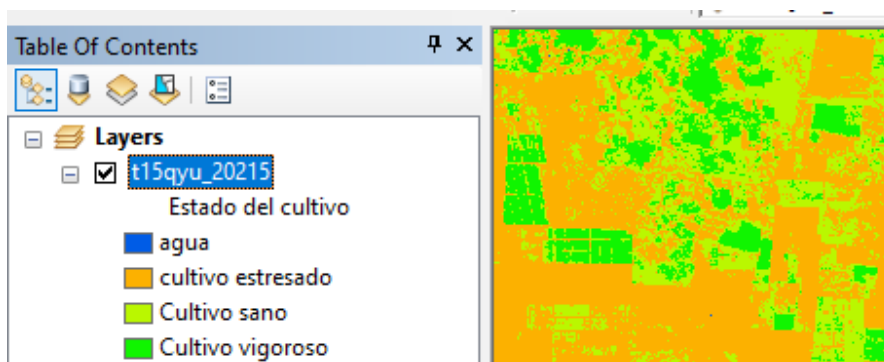 Table Of Contents
Layers
t15qyu_20215
Estado del cultivo
agua
cultivo estresado
Cultivo sano
Cultivo vigoroso